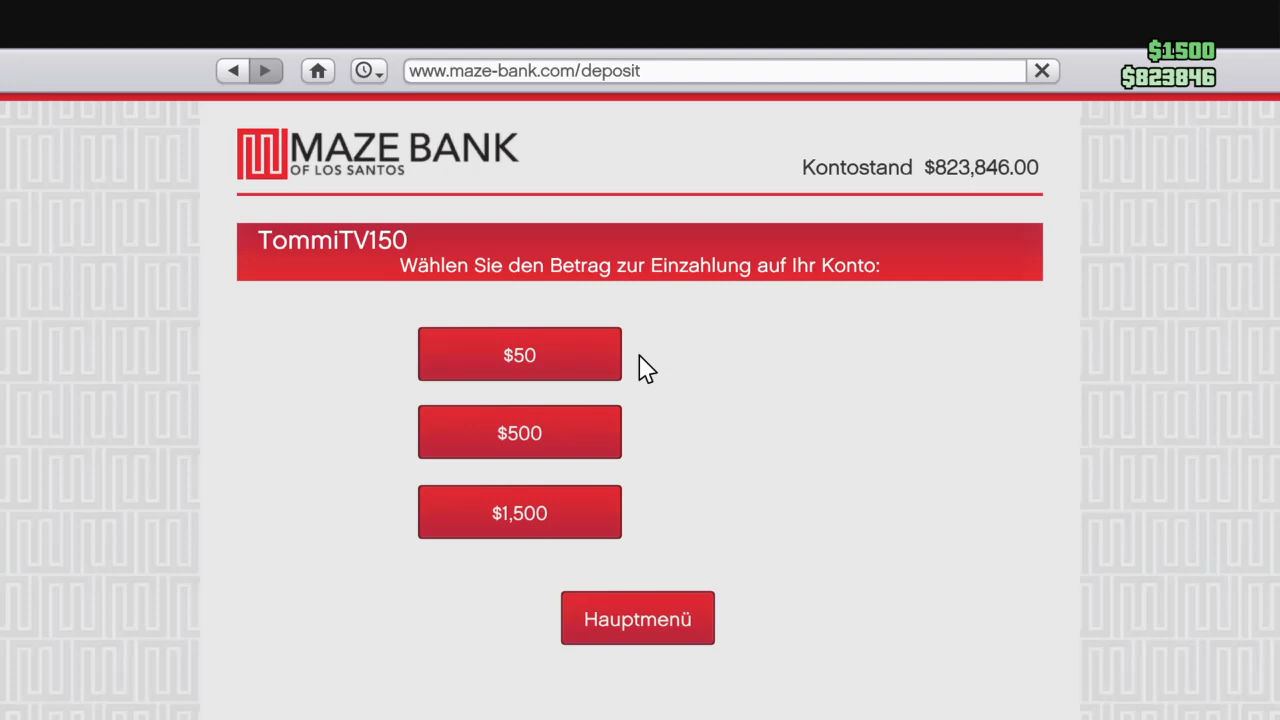 $1500
www.maze-bank.com/deposit
$823846
MAZE BANK
OF LOS SANTOS
Kontostand $823,846.00
TommiTV150
Wählen Sie den Betrag zur Einzahlung auf Ihr Konto:
$50
$500
$1,500
Hauptmenü